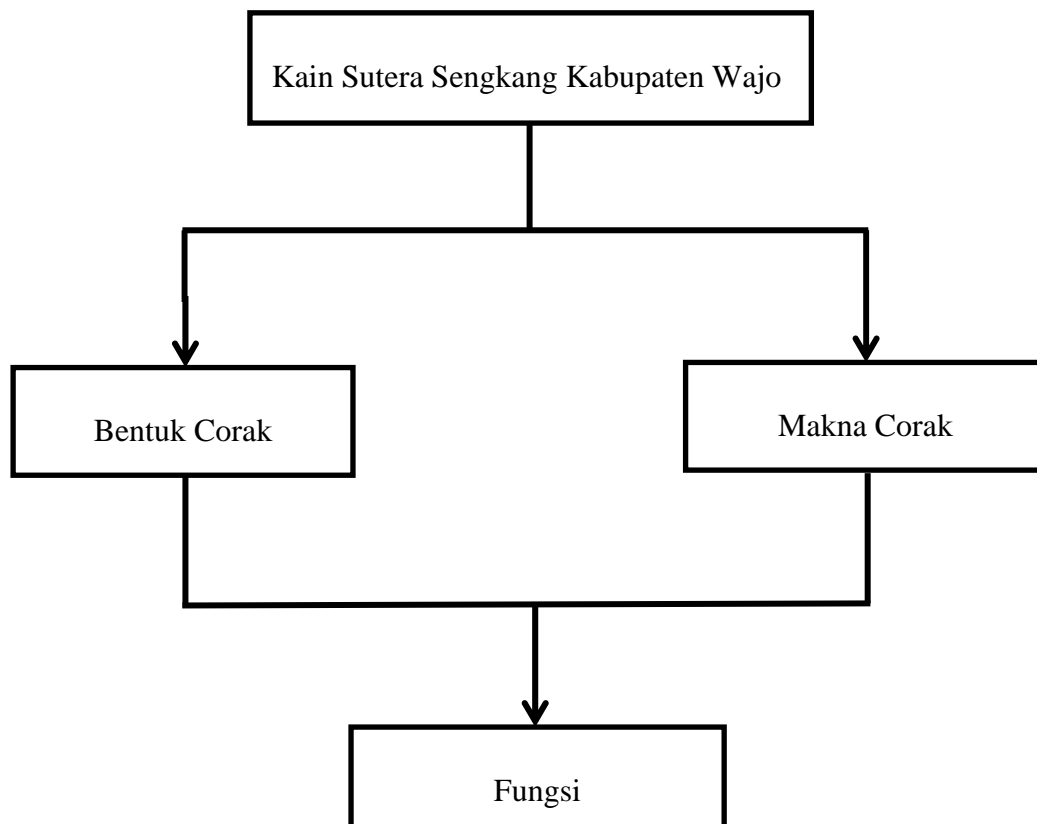 Kain Sutera Sengkang Kabupaten Wajo
Bentuk Corak
Makna Corak
Fungsi